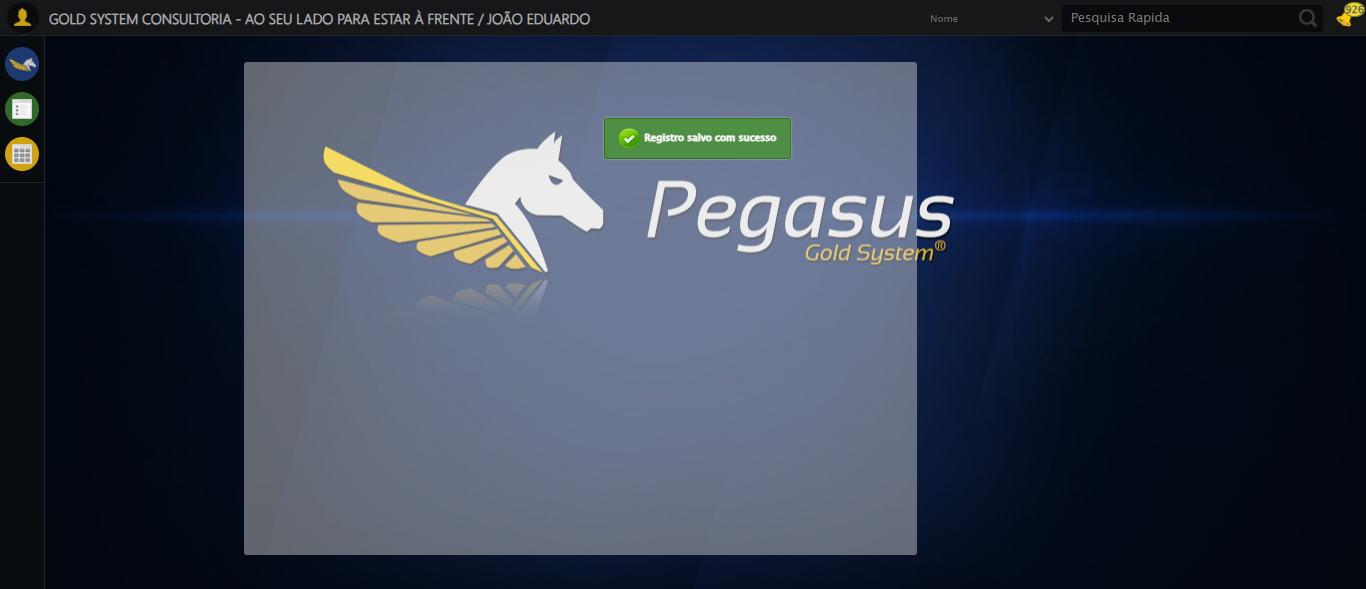 GOLD SYSTEM CONSULTORIA - AO SEU LADO PARA ESTAR À FRENTE / JOÃO EDUARDO
Nome
Pesquisa Rapida
926
Registro salvo com sucesso
Pegasus
Gold System®